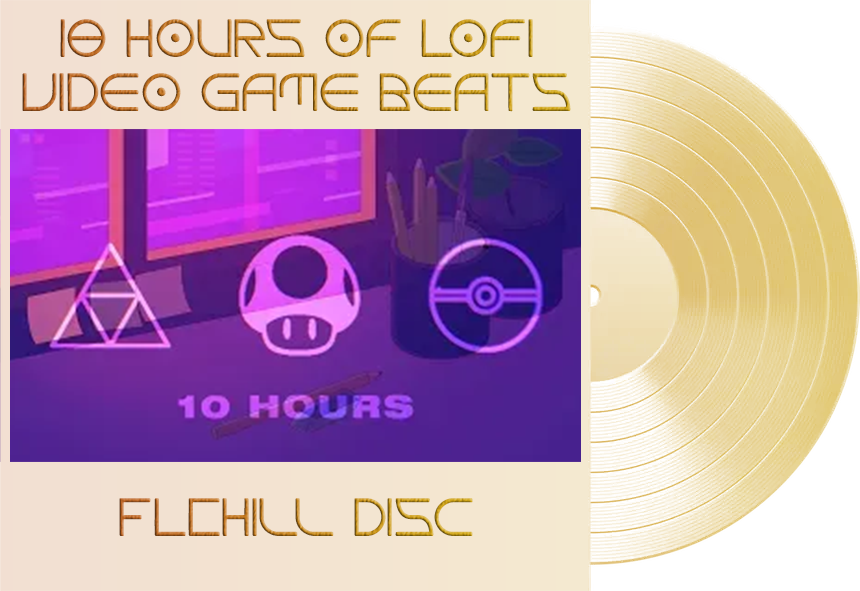 10 HOURS OF LOFI
VIDEO GAME BEATS
10 HOURS
FLCHILL DISC